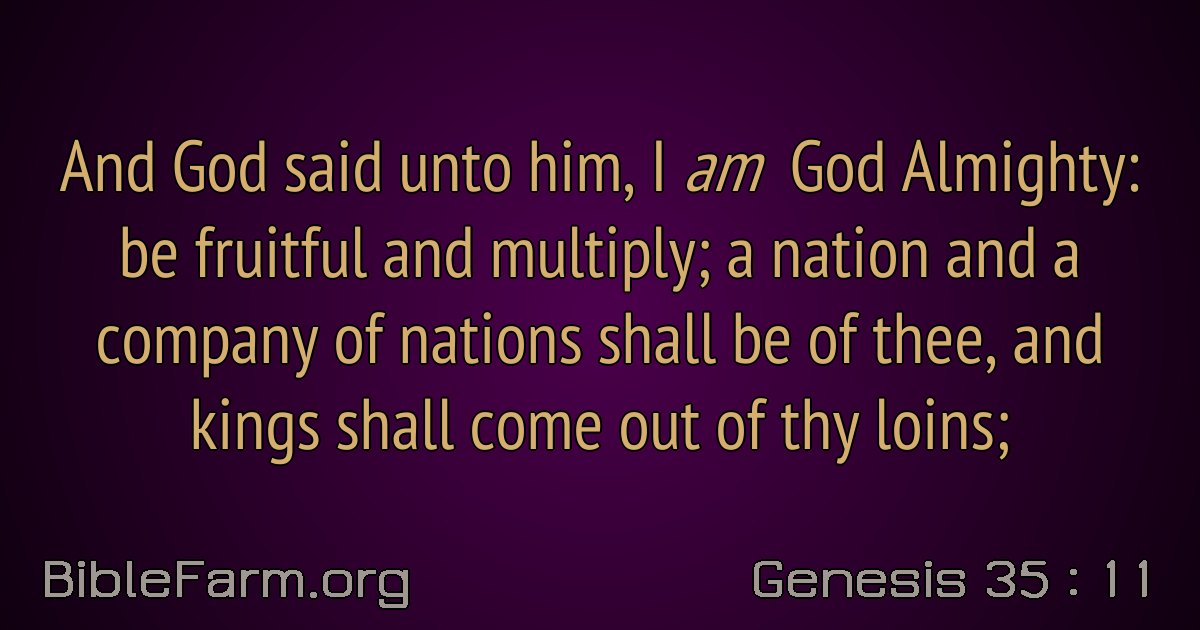 And God said unto him, I am God Almighty:
be fruitful and multiply; a nation and a
company of nations shall be of thee, and
kings shall come out of thy loins;
BibleFarm.org
Genesis 35 : 11